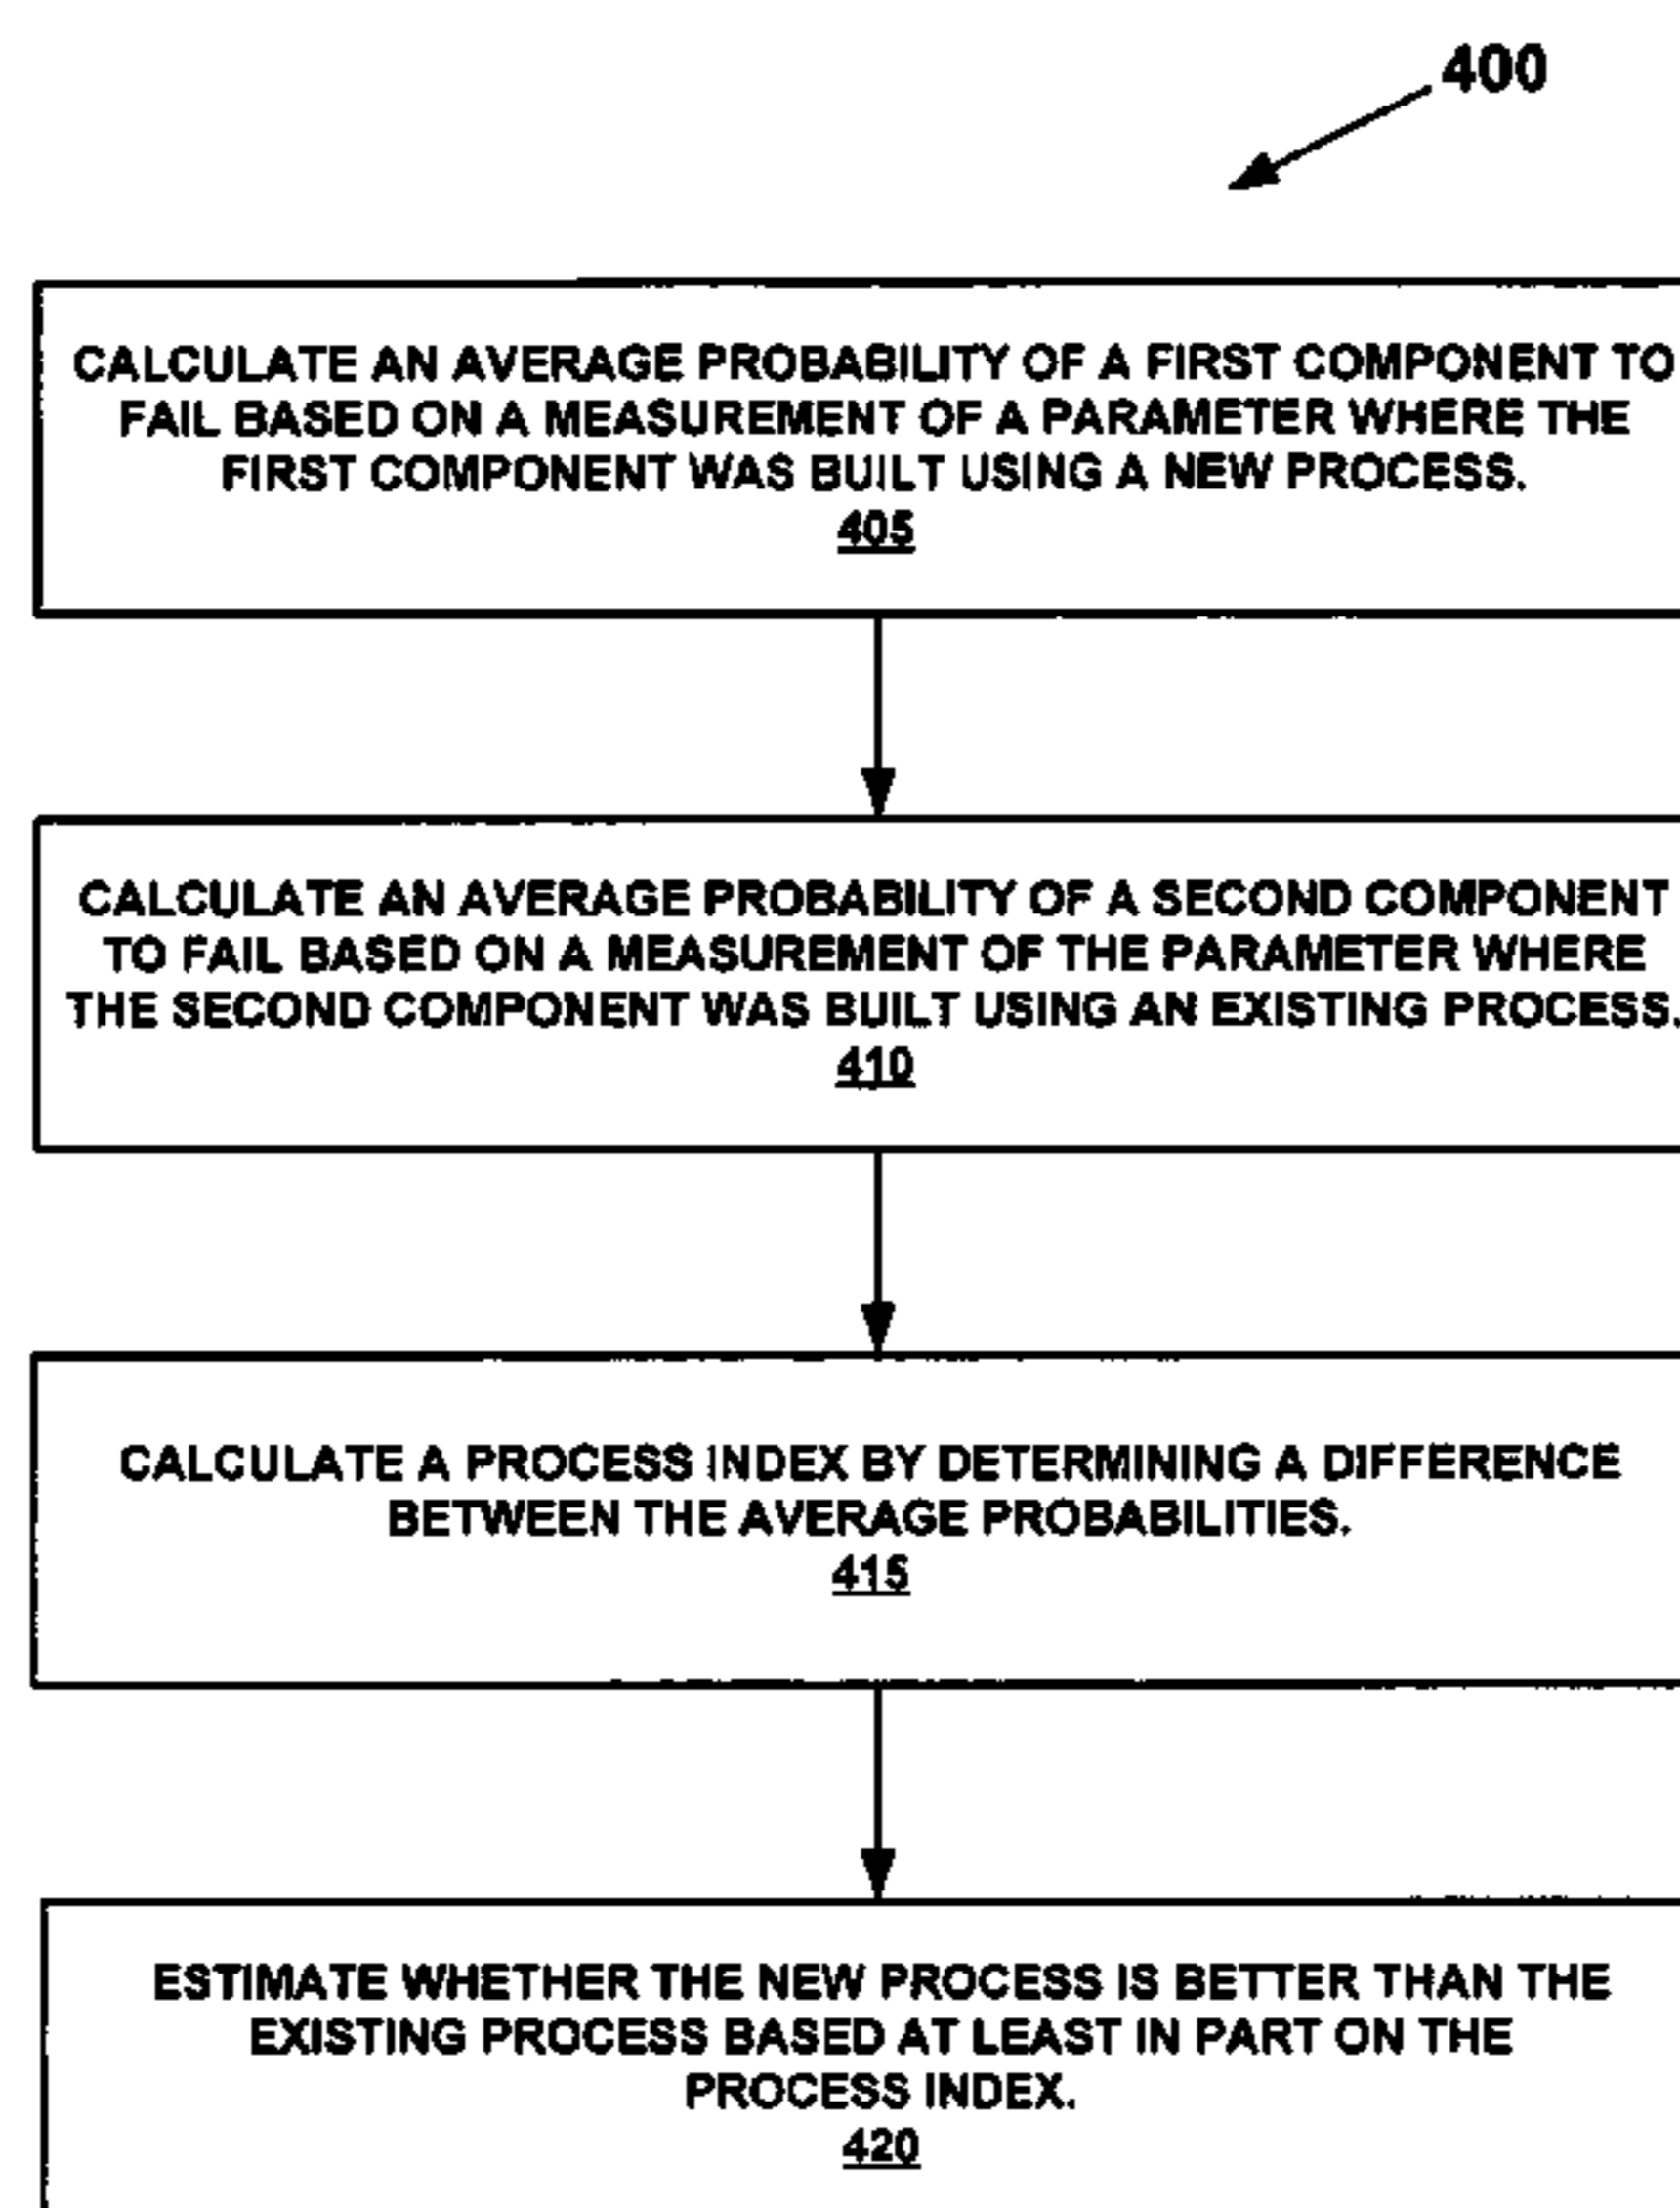 400
CALCULATE AN AVERAGE PROBABILITY OF A FIRST COMPONENT TO
FAIL BASED ON A MEASUREMENT OF A PARAMETER WHERE THE
FIRST COMPONENT WAS BUILT USING A NEW PROCESS.
405
CALCULATE AN AVERAGE PROBABILITY OF A SECOND COMPONENT
TO FAIL BASED ON A MEASUREMENT OF THE PARAMETER WHERE
THE SECOND COMPONENT WAS BUILT USING AN EXISTING PROCESS.
410
CALCULATE A PROCESS INDEX BY DETERMINING A DIFFERENCE
BETWEEN THE AVERAGE PROBABILITIES.
415
ESTIMATE WHETHER THE NEW PROCESS IS BETTER THAN THE
EXISTING PROCESS BASED AT LEAST IN PART ON THE
PROCESS INDEX.
420